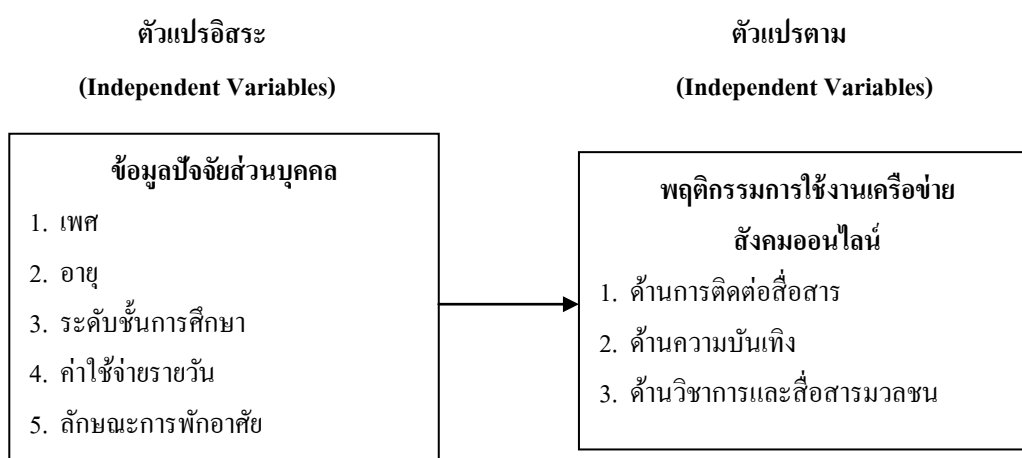 ตัวแปรอิสระ
(Independent Variables)
ข้อมูลปัจจัยส่วนบุคคล
1. เพศ
2. อายุ
3. ระดับชั้นการศึกษา
4. ค่าใช้จ่ายรายวัน
5. ลักษณะการพักอาศัย
ตัวแปรตาม
(Independent Variables)
พฤติกรรมการใช้งานเครือข่าย
สังคมออนไลน์
1. ด้านการติดต่อสื่อสาร
2. ด้านความบันเทิง
3. ด้านวิชาการและสื่อสารมวลชน